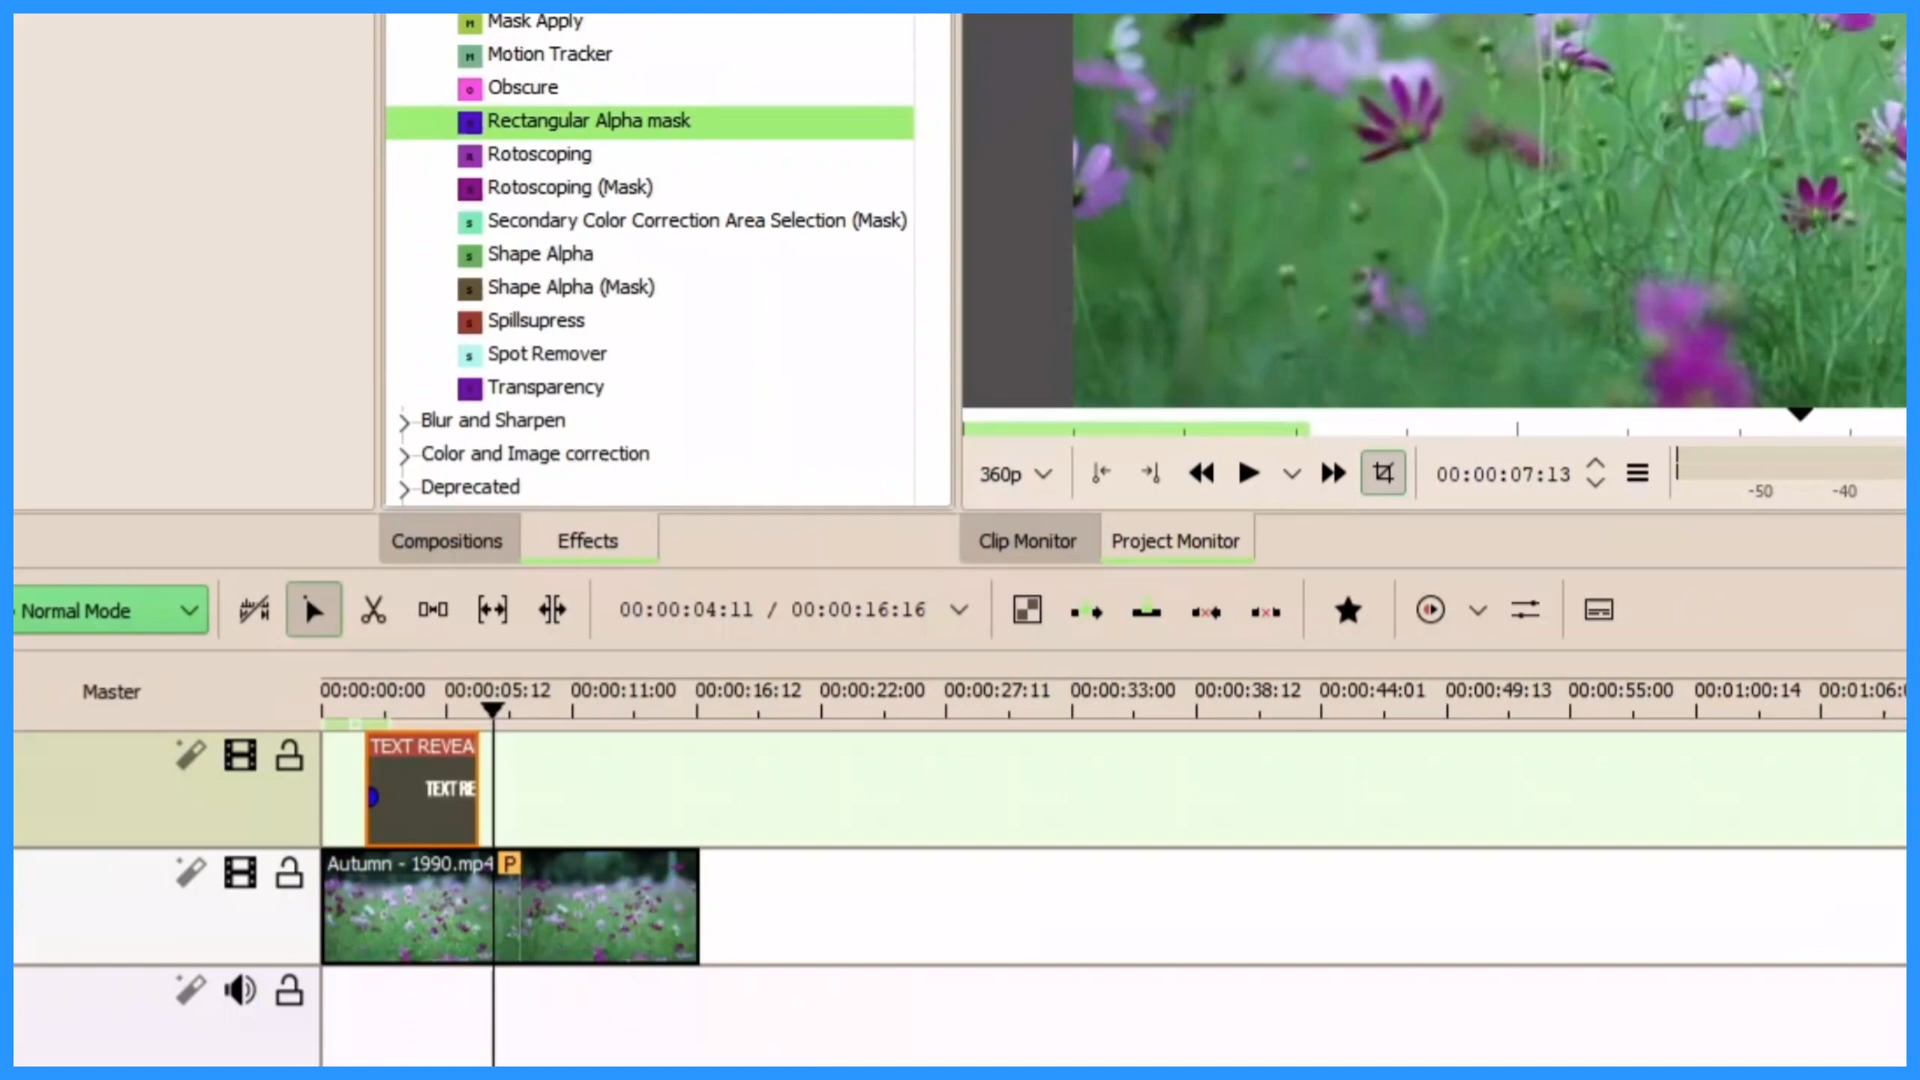 Mask Apply
Motion Tracker
Obscure
Rectangular Alpha mask
Rotoscoping
Rotoscoping (Mask)
Secondary Color Correction Area Selection (Mask)
Shape Alpha
Shape Alpha (Mask)
Spillsupress
Spot Remover
Transparency
Blur and Sharpen
Color and Image correction
Deprecated
360p
00:00:07:13
-50 -40
Compositions Effects
Clip Monitor Project Monitor
Normal Mode
00:00:04:11 / 00:00:16:16
Master
00:00:00:00 00:00:05:12 00:00:11:00 00:00:16:12 00:00:22:00 00:00:27:11 00:00:33:00 00:00:38:12 00:00:44:01 00:00:49:13 00:00:55:00 00:01:00:14 00:01:06:
TEXT REVEA
TEXT RE
Autumn - 1990.mp4 P